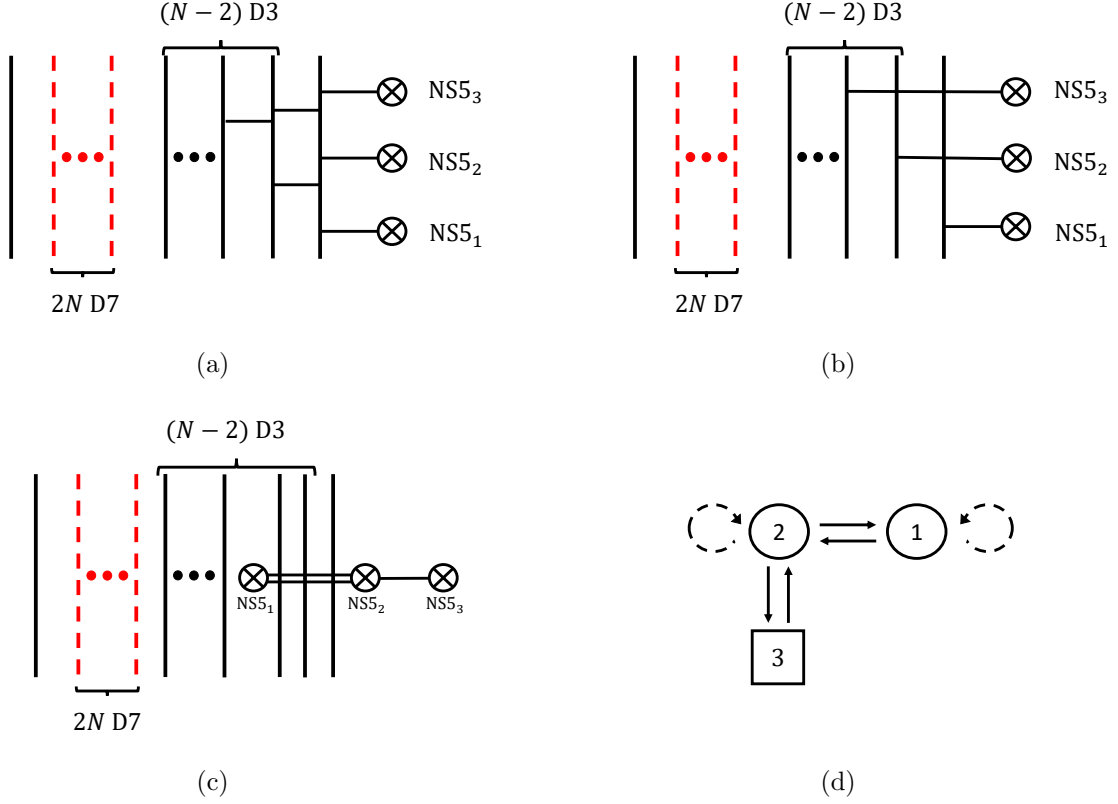 (N − 2) D3
NS5₃
NS5₂
NS5₁
2N D7
(a)
(N − 2) D3
NS5₃
NS5₂
NS5₁
2N D7
(b)
(N − 2) D3
NS5₁
NS5₂
NS5₃
2N D7
(c)
2
1
3
(d)